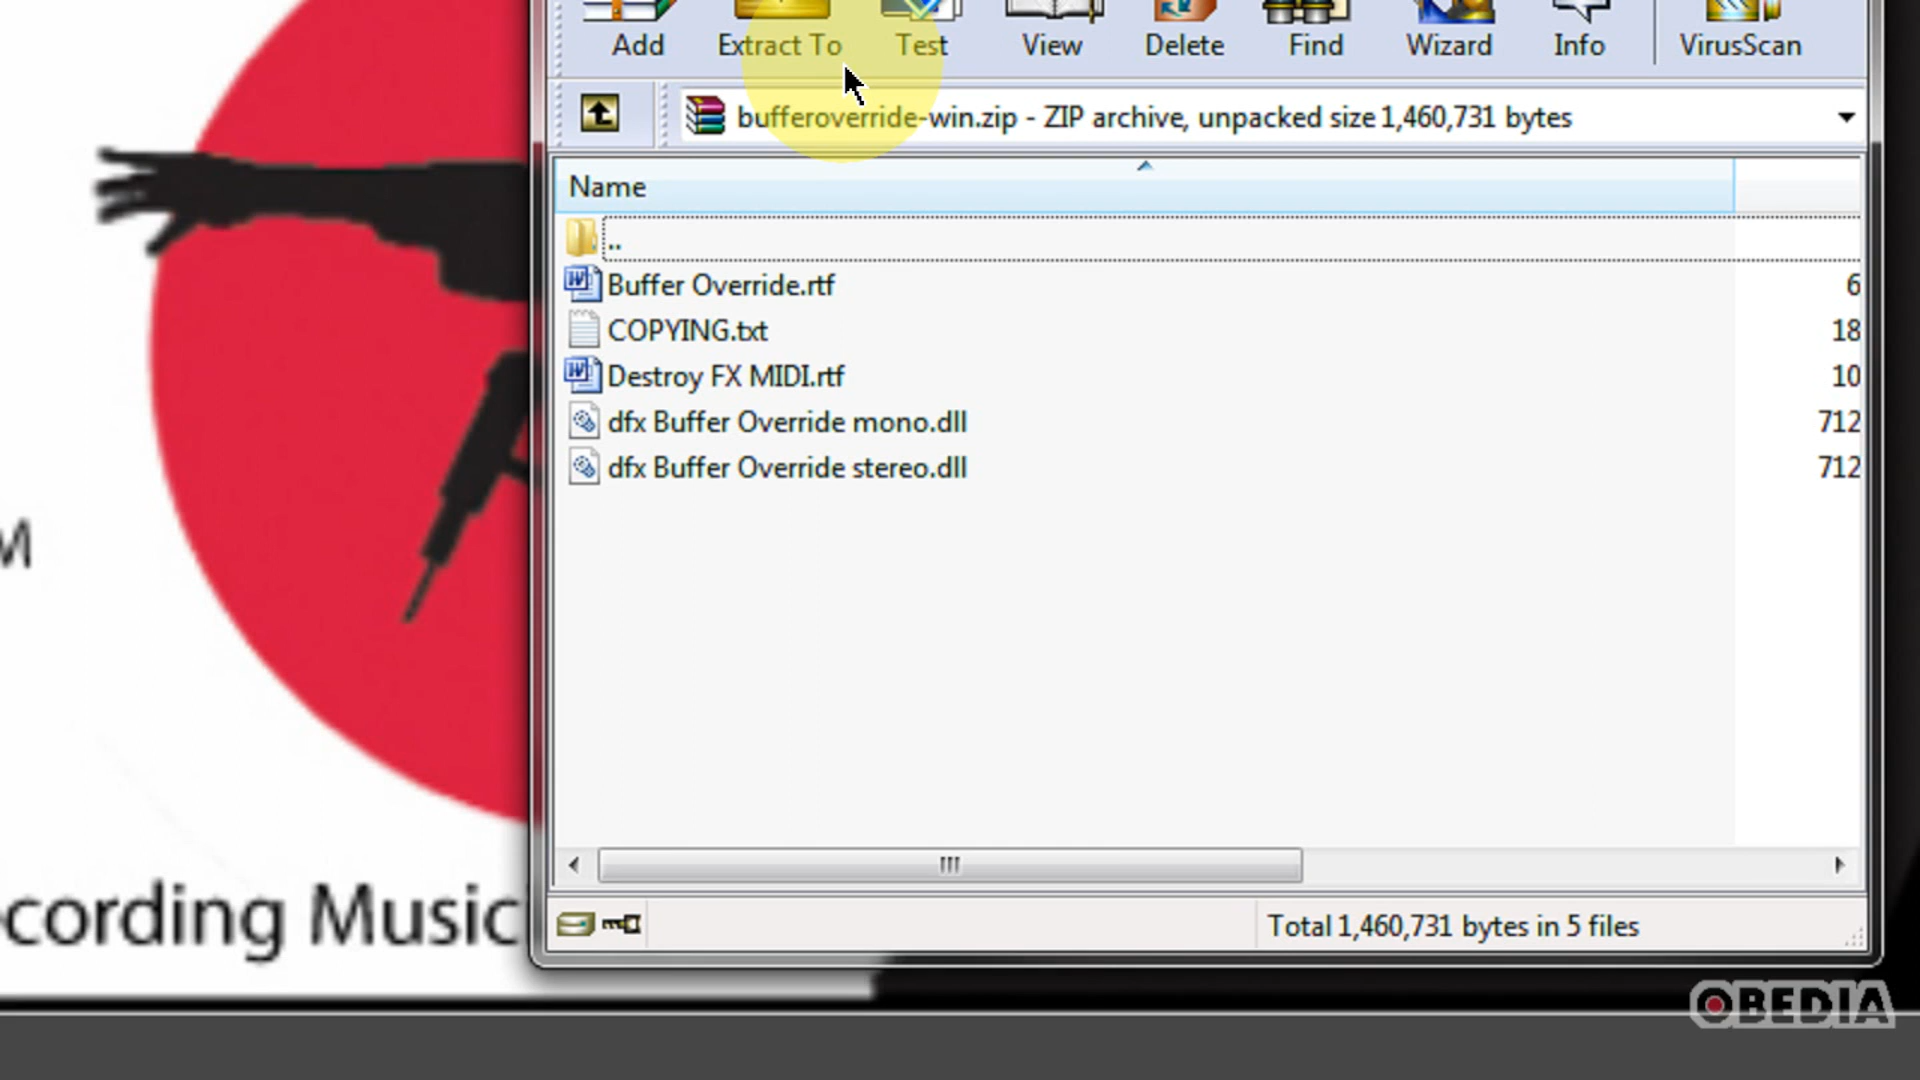 Add Extract To Test View Delete Find Wizard Info VirusScan
bufferoverride-win.zip - ZIP archive, unpacked size 1,460,731 bytes
Name
..
Buffer Override.rtf 6
COPYING.txt 18
Destroy FX MIDI.rtf 10
dfx Buffer Override mono.dll 712
dfx Buffer Override stereo.dll 712
M
cording Music
Total 1,460,731 bytes in 5 files
OBEDIA